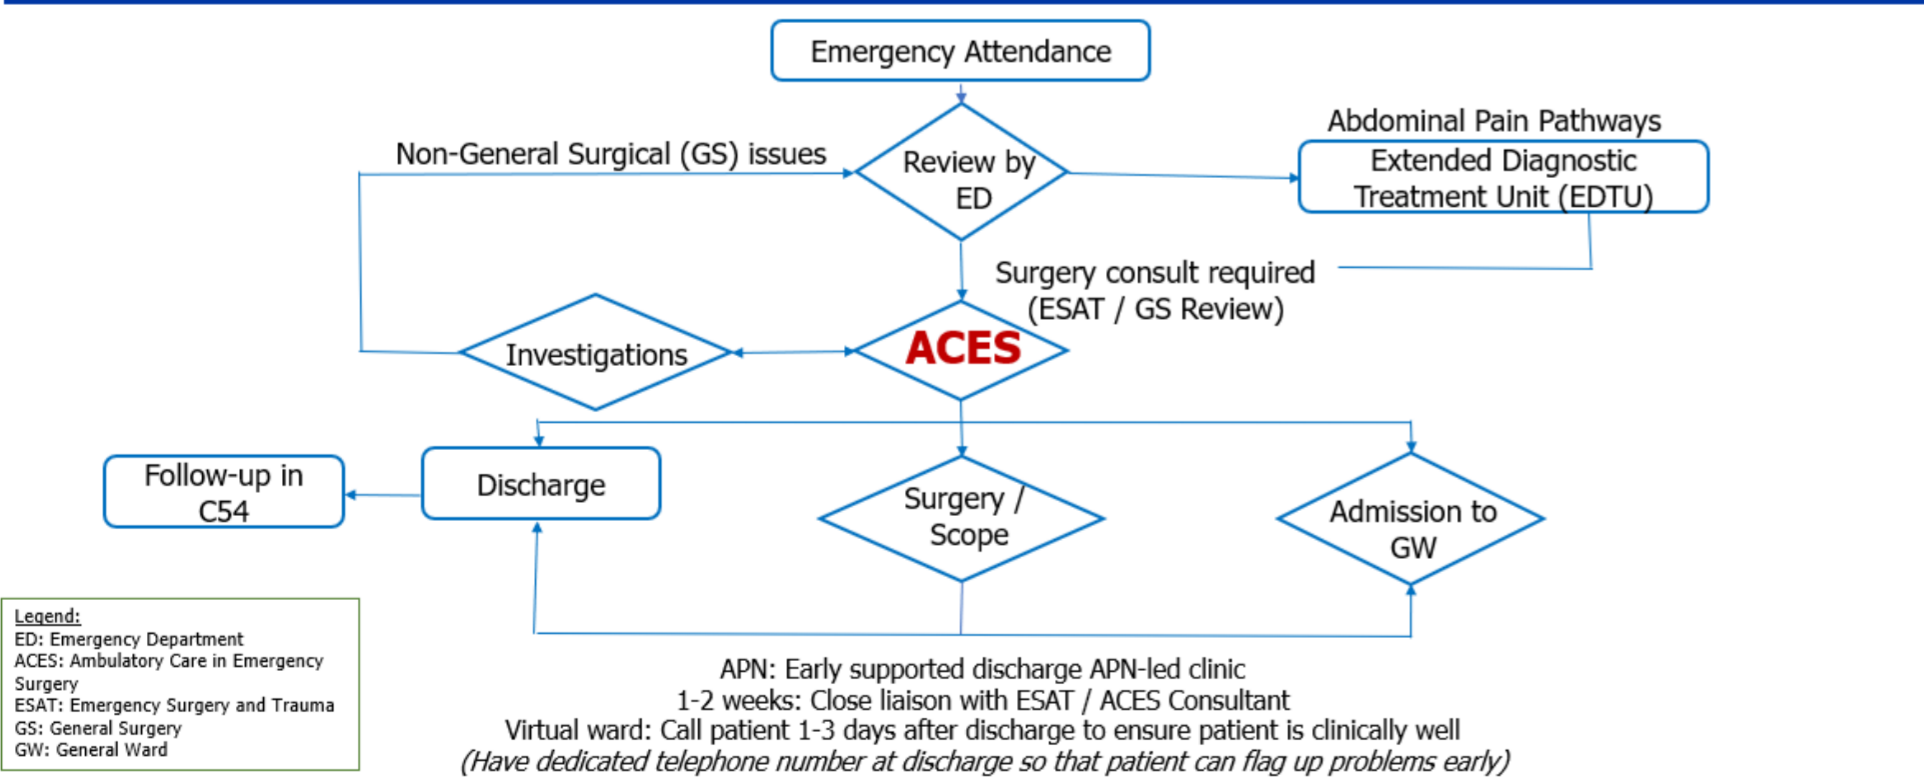 Emergency Attendance
Abdominal Pain Pathways
Non-General Surgical (GS) issues
Review by
ED
Extended Diagnostic
Treatment Unit (EDTU)
Surgery consult required
(ESAT / GS Review)
Investigations
ACES
Follow-up in
C54
Discharge
Surgery /
Scope
Admission to
GW
Legend:
ED: Emergency Department
ACES: Ambulatory Care in Emergency
Surgery
ESAT: Emergency Surgery and Trauma
GS: General Surgery
GW: General Ward
APN: Early supported discharge APN-led clinic
1-2 weeks: Close liaison with ESAT / ACES Consultant
Virtual ward: Call patient 1-3 days after discharge to ensure patient is clinically well
(Have dedicated telephone number at discharge so that patient can flag up problems early)